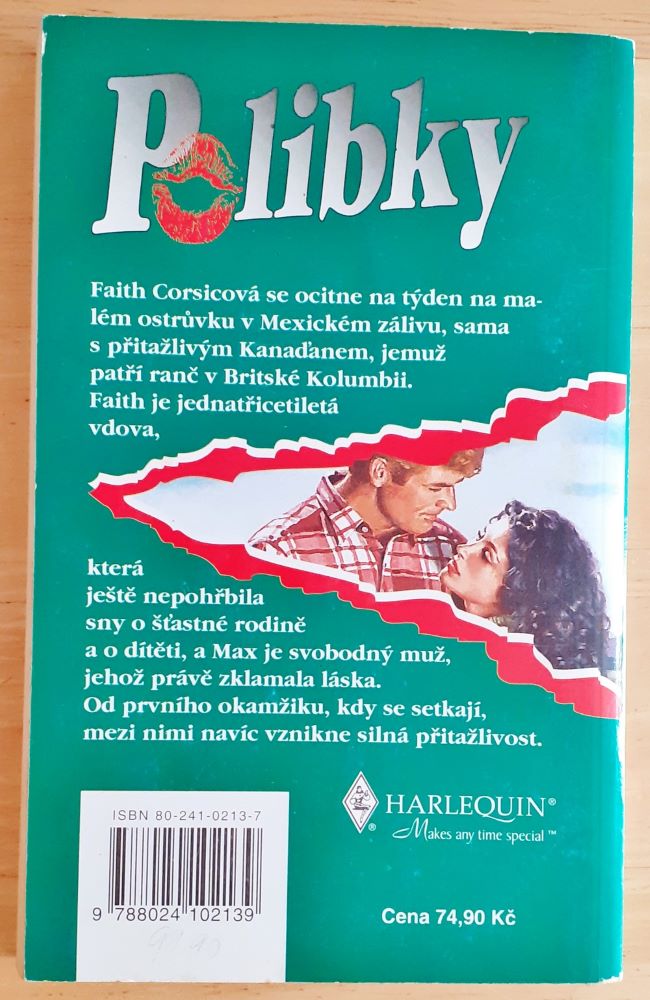 Polibky
Faith Corsicová se ocitne na týden na ma-
lém ostrůvku v Mexickém zálivu, sama
s přitažlivým Kanaďanem, jemuž
patří ranč v Britské Kolumbii.
Faith je jednatřicetiletá
vdova,
která
ještě nepohřbila
sny o šťastné rodině
a o dítěti, a Max je svobodný muž,
jehož právě zklamala láska.
Od prvního okamžiku, kdy se setkají,
mezi nimi navíc vznikne silná přitažlivost.
ISBN 80-241-0213-7
9 788024 102139
HARLEQUIN®
®
Makes any time special™
Cena 74,90 Kč